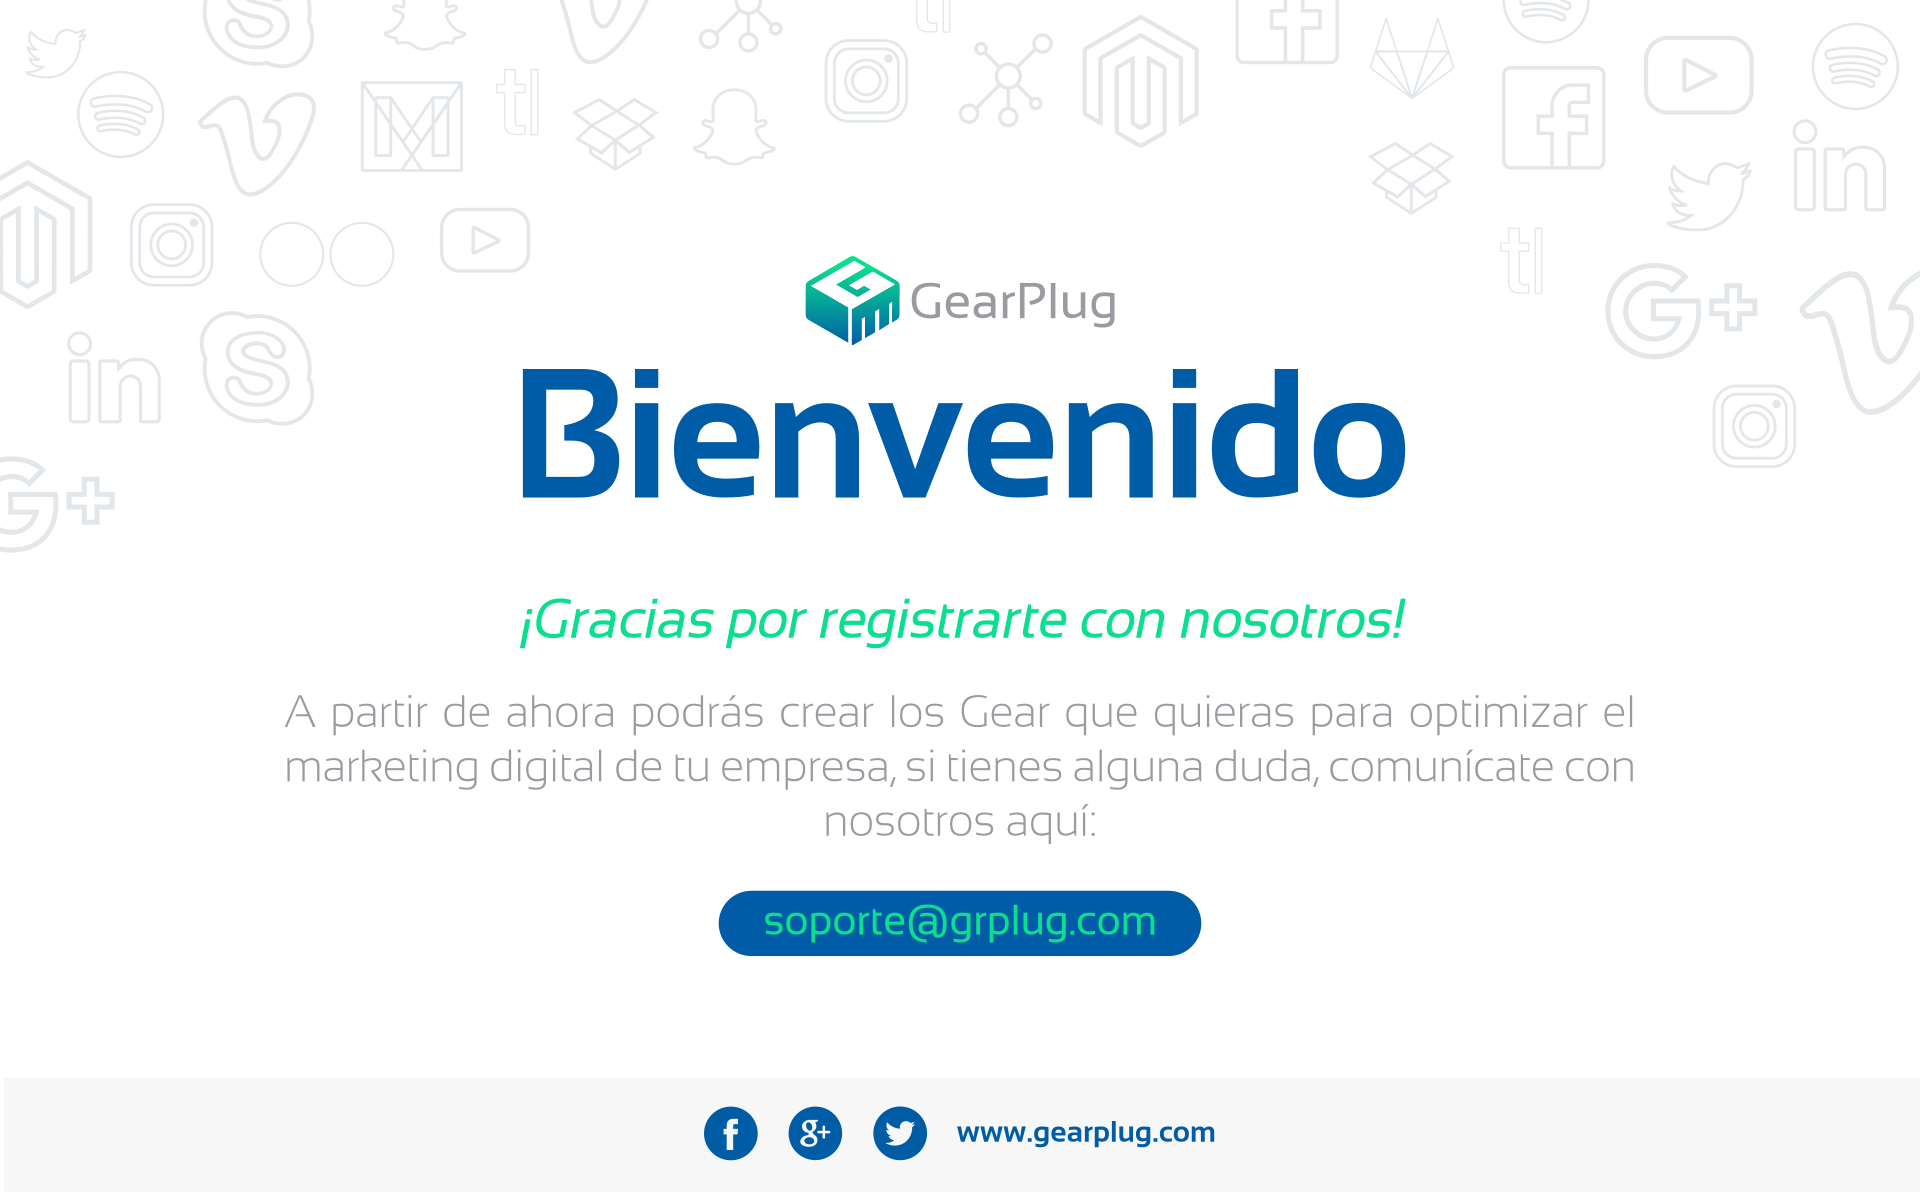 GearPlug
Bienvenido
¡Gracias por registrarte con nosotros!
A partir de ahora podrás crear los Gear que quieras para optimizar el
marketing digital de tu empresa, si tienes alguna duda, comunícate con
nosotros aquí:
soporte@grplug.com
www.gearplug.com